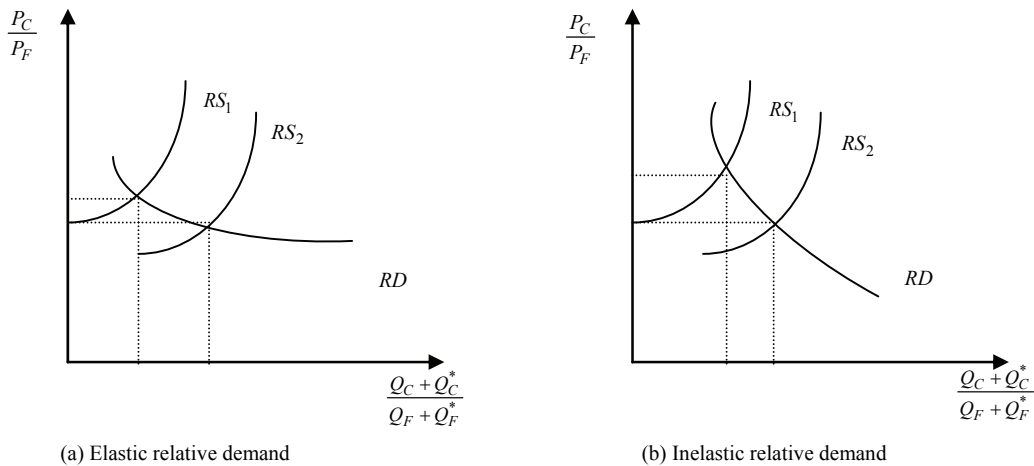 P_C
P_F
RS_1
RS_2
RD
Q_C + Q_C^*
Q_F + Q_F^*
(a) Elastic relative demand
P_C
P_F
RS_1
RS_2
RD
Q_C + Q_C^*
Q_F + Q_F^*
(b) Inelastic relative demand